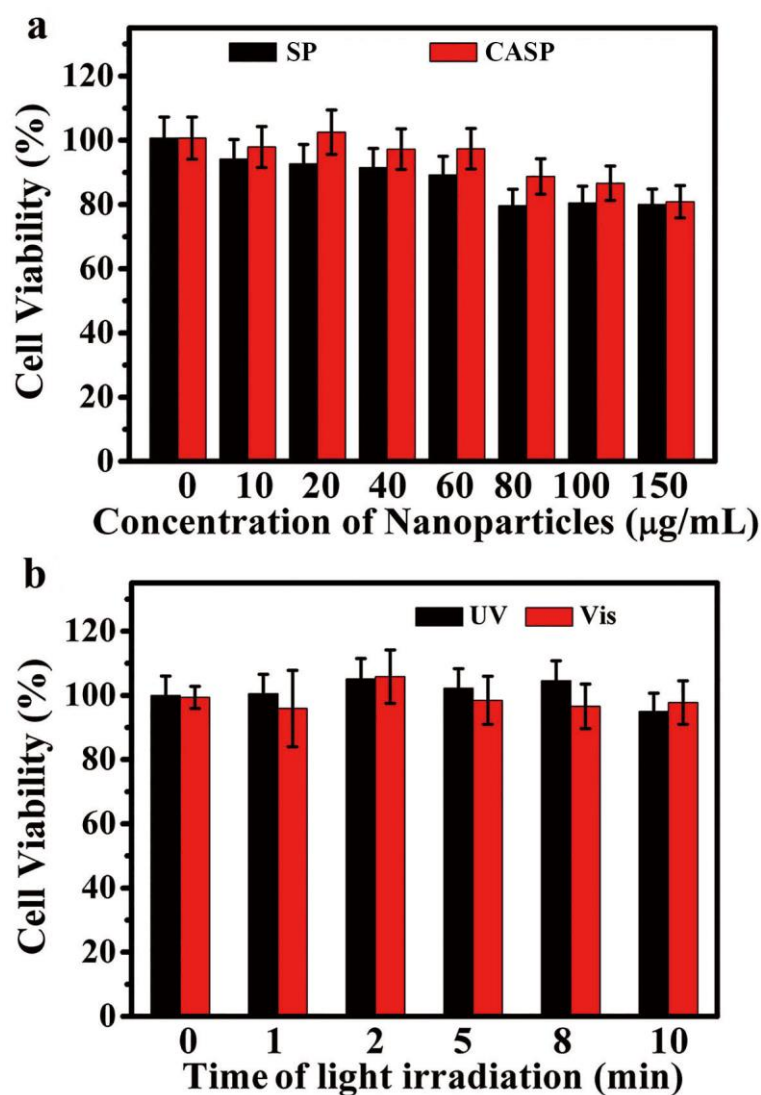 a
SP CASP
120
100
80
60
40
20
0
Cell Viability (%)
0 10 20 40 60 80 100 150
Concentration of Nanoparticles (μg/mL)
b
UV Vis
120
100
80
60
40
20
0
Cell Viability (%)
0 1 2 5 8 10
Time of light irradiation (min)